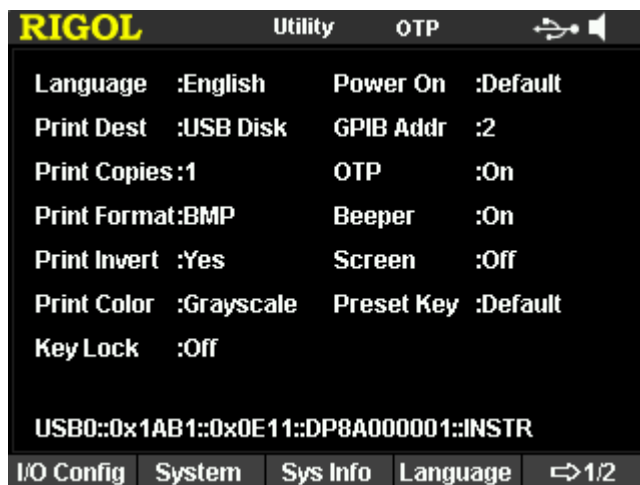 RIGOL Utility OTP
Language :English Power On :Default
Print Dest :USB Disk GPIB Addr :2
Print Copies:1 OTP :On
Print Format:BMP Beeper :On
Print Invert :Yes Screen :Off
Print Color :Grayscale Preset Key :Default
Key Lock :Off
USB0::0x1AB1::0x0E11::DP8A000001::INSTR
I/O Config System Sys Info Language ⇨1/2